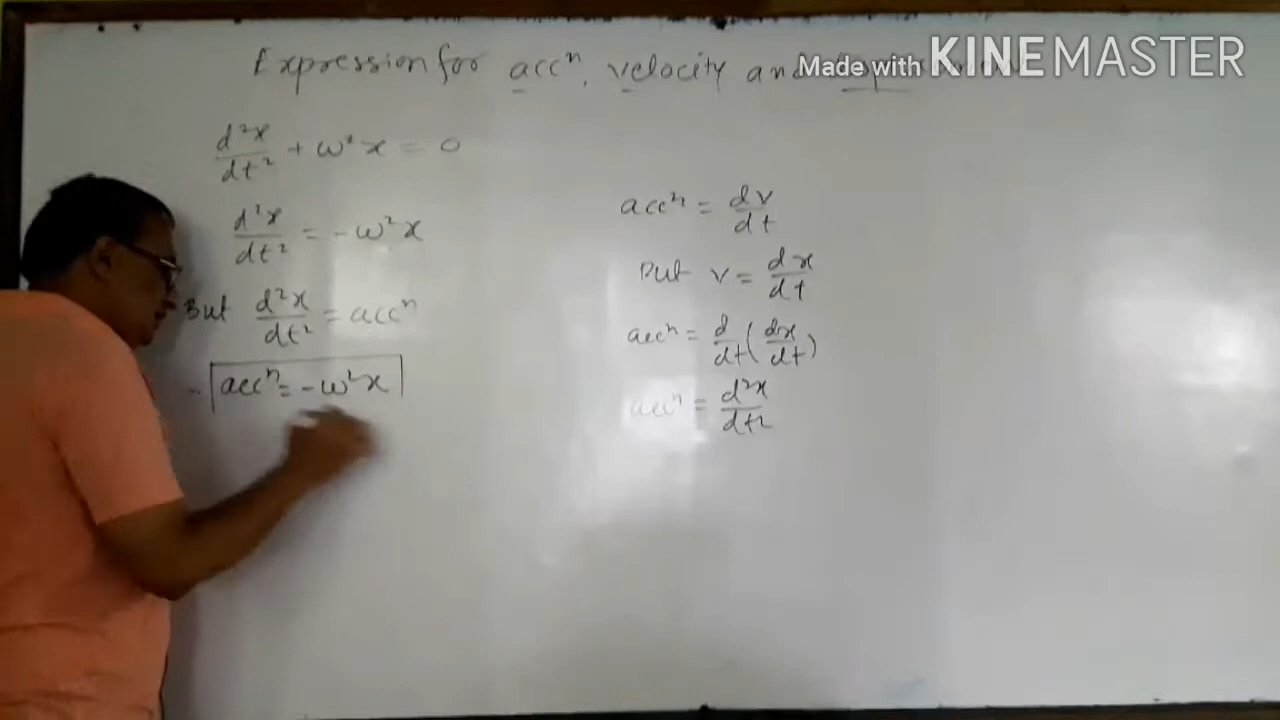 Expression for accⁿ, velocity and
Made with KINEMASTER
d²x/dt² + ω²x = 0
d²x/dt² = -ω²x
But d²x/dt² = accⁿ
accⁿ = -ω²x
accⁿ = dv/dt
But v = dx/dt
accⁿ = d/dt(dx/dt)
accⁿ = d²x/dt²